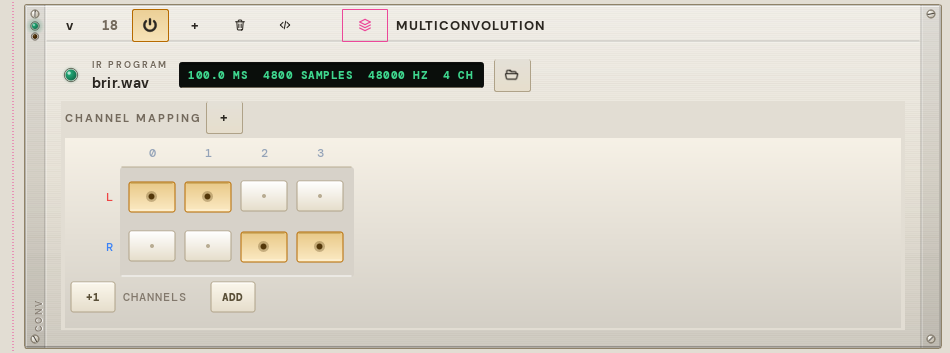 v 18 + </> MULTICONVOLUTION
IR PROGRAM
brir.wav
100.0 MS 4800 SAMPLES 48000 HZ 4 CH
CHANNEL MAPPING +
0 1 2 3
L
R
+1 CHANNELS ADD
CONV